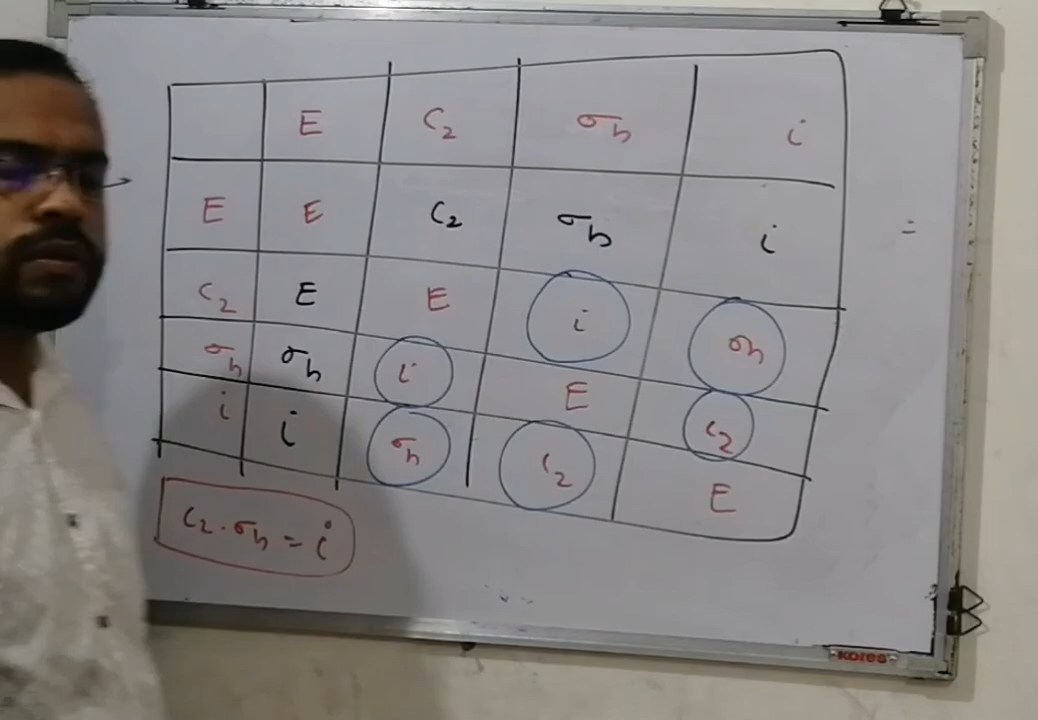 E C₂ σh i
E E C₂ σh i
C₂ E E i σh
σh σh i E C₂
i i σh C₂ E
C₂ . σh = i
=
Kores